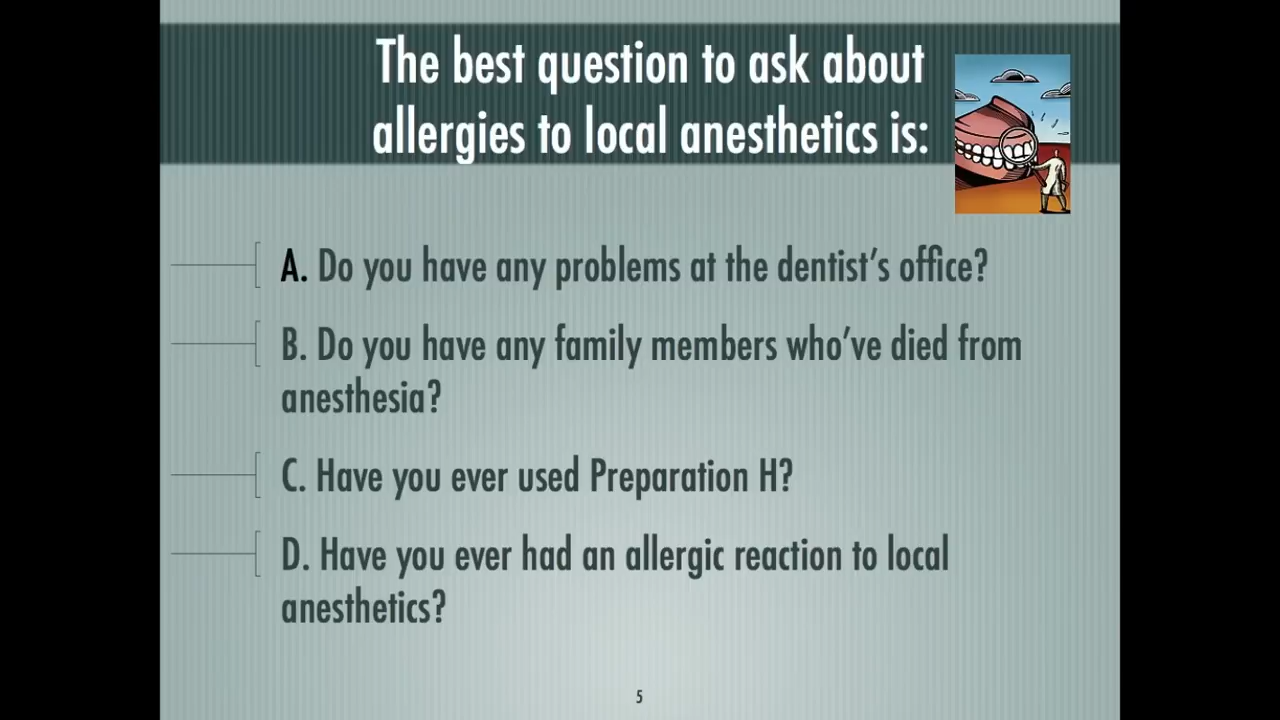 The best question to ask about
allergies to local anesthetics is:
A. Do you have any problems at the dentist’s office?
B. Do you have any family members who’ve died from
anesthesia?
C. Have you ever used Preparation H?
D. Have you ever had an allergic reaction to local
anesthetics?
5